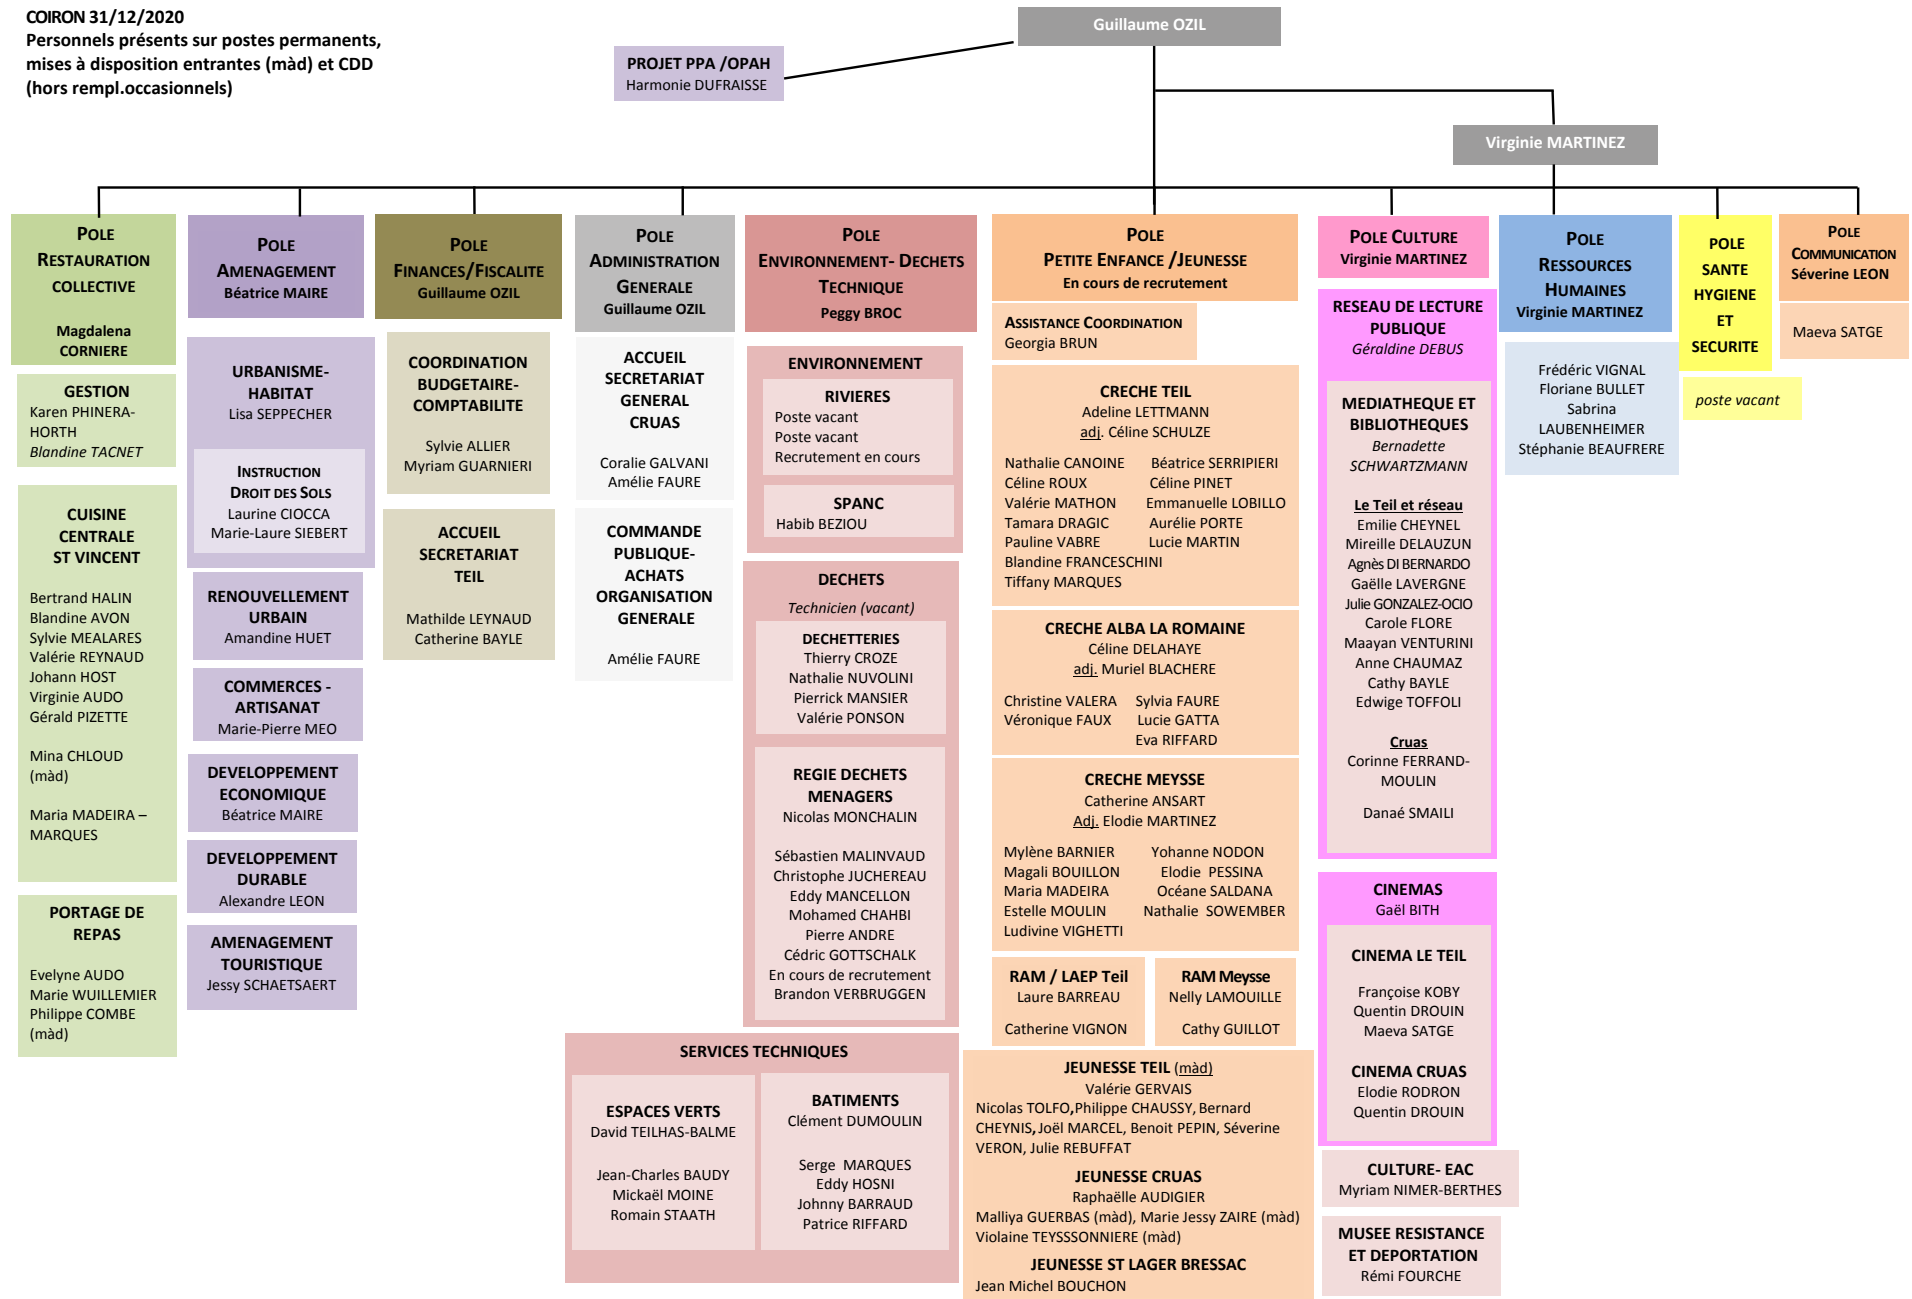 COIRON 31/12/2020
Personnels présents sur postes permanents,
mises à disposition entrantes (màd) et CDD
(hors rempl.occasionnels)
Guillaume OZIL
PROJET PPA /OPAH
Harmonie DUFRAISSE
Virginie MARTINEZ
POLE
RESTAURATION
COLLECTIVE
Magdalena
CORNIERE
GESTION
Karen PHINERA-
HORTH
Blandine TACNET
CUISINE
CENTRALE
ST VINCENT
Bertrand HALIN
Blandine AVON
Sylvie MEALARES
Valérie REYNAUD
Johann HOST
Virginie AUDO
Gérald PIZETTE
Mina CHLOUD
(màd)
Maria MADEIRA –
MARQUES
PORTAGE DE
REPAS
Evelyne AUDO
Marie WUILLEMIER
Philippe COMBE
(màd)
POLE
AMENAGEMENT
Béatrice MAIRE
URBANISME-
HABITAT
Lisa SEPPECHER
INSTRUCTION
DROIT DES SOLS
Laurine CIOCCA
Marie-Laure SIEBERT
RENOUVELLEMENT
URBAIN
Amandine HUET
COMMERCES -
ARTISANAT
Marie-Pierre MEO
DEVELOPPEMENT
ECONOMIQUE
Béatrice MAIRE
DEVELOPPEMENT
DURABLE
Alexandre LEON
AMENAGEMENT
TOURISTIQUE
Jessy SCHAETSAERT
POLE
FINANCES/FISCALITE
Guillaume OZIL
COORDINATION
BUDGETAIRE-
COMPTABILITE
Sylvie ALLIER
Myriam GUARNIERI
ACCUEIL
SECRETARIAT
TEIL
Mathilde LEYNAUD
Catherine BAYLE
POLE
ADMINISTRATION
GENERALE
Guillaume OZIL
ACCUEIL
SECRETARIAT
GENERAL
CRUAS
Coralie GALVANI
Amélie FAURE
COMMANDE
PUBLIQUE-
ACHATS
ORGANISATION
GENERALE
Amélie FAURE
POLE
ENVIRONNEMENT- DECHETS
TECHNIQUE
Peggy BROC
ENVIRONNEMENT
RIVIERES
Poste vacant
Poste vacant
Recrutement en cours
SPANC
Habib BEZIOU
DECHETS
Technicien (vacant)
DECHETTERIES
Thierry CROZE
Nathalie NUVOLINI
Pierrick MANSIER
Valérie PONSON
REGIE DECHETS
MENAGERS
Nicolas MONCHALIN
Sébastien MALINVAUD
Christophe JUCHEREAU
Eddy MANCELLON
Mohamed CHAHBI
Pierre ANDRE
Cédric GOTTSCHALK
En cours de recrutement
Brandon VERBRUGGEN
SERVICES TECHNIQUES
ESPACES VERTS
David TEILHAS-BALME
Jean-Charles BAUDY
Mickaël MOINE
Romain STAATH
BATIMENTS
Clément DUMOULIN
Serge MARQUES
Eddy HOSNI
Johnny BARRAUD
Patrice RIFFARD
POLE
PETITE ENFANCE /JEUNESSE
En cours de recrutement
ASSISTANCE COORDINATION
Georgia BRUN
CRECHE TEIL
Adeline LETTMANN
adj. Céline SCHULZE
Nathalie CANOINE Béatrice SERRIPIERI
Céline ROUX Céline PINET
Valérie MATHON Emmanuelle LOBILLO
Tamara DRAGIC Aurélie PORTE
Pauline VABRE Lucie MARTIN
Blandine FRANCESCHINI
Tiffany MARQUES
CRECHE ALBA LA ROMAINE
Céline DELAHAYE
adj. Muriel BLACHERE
Christine VALERA Sylvia FAURE
Véronique FAUX Lucie GATTA
Eva RIFFARD
CRECHE MEYSSE
Catherine ANSART
Adj. Elodie MARTINEZ
Mylène BARNIER Yohanne NODON
Magali BOUILLON Elodie PESSINA
Maria MADEIRA Océane SALDANA
Estelle MOULIN Nathalie SOWEMBER
Ludivine VIGHETTI
RAM / LAEP Teil
Laure BARREAU
Catherine VIGNON
RAM Meysse
Nelly LAMOUILLE
Cathy GUILLOT
JEUNESSE TEIL (màd)
Valérie GERVAIS
Nicolas TOLFO,Philippe CHAUSSY, Bernard
CHEYNIS, Joël MARCEL, Benoit PEPIN, Séverine
VERON, Julie REBUFFAT
JEUNESSE CRUAS
Raphaëlle AUDIGIER
Malliya GUERBAS (màd), Marie Jessy ZAIRE (màd)
Violaine TEYSSSONNIERE (màd)
JEUNESSE ST LAGER BRESSAC
Jean Michel BOUCHON
POLE CULTURE
Virginie MARTINEZ
RESEAU DE LECTURE
PUBLIQUE
Géraldine DEBUS
MEDIATHEQUE ET
BIBLIOTHEQUES
Bernadette
SCHWARTZMANN
Le Teil et réseau
Emilie CHEYNEL
Mireille DELAUZUN
Agnès DI BERNARDO
Gaëlle LAVERGNE
Julie GONZALEZ-OCIO
Carole FLORE
Maayan VENTURINI
Anne CHAUMAZ
Cathy BAYLE
Edwige TOFFOLI
Cruas
Corinne FERRAND-
MOULIN
Danaé SMAILI
CINEMAS
Gaël BITH
CINEMA LE TEIL
Françoise KOBY
Quentin DROUIN
Maeva SATGE
CINEMA CRUAS
Elodie RODRON
Quentin DROUIN
CULTURE- EAC
Myriam NIMER-BERTHES
MUSEE RESISTANCE
ET DEPORTATION
Rémi FOURCHE
POLE
RESSOURCES
HUMAINES
Virginie MARTINEZ
Frédéric VIGNAL
Floriane BULLET
Sabrina
LAUBENHEIMER
Stéphanie BEAUFRERE
POLE
SANTE
HYGIENE
ET
SECURITE
poste vacant
POLE
COMMUNICATION
Séverine LEON
Maeva SATGE